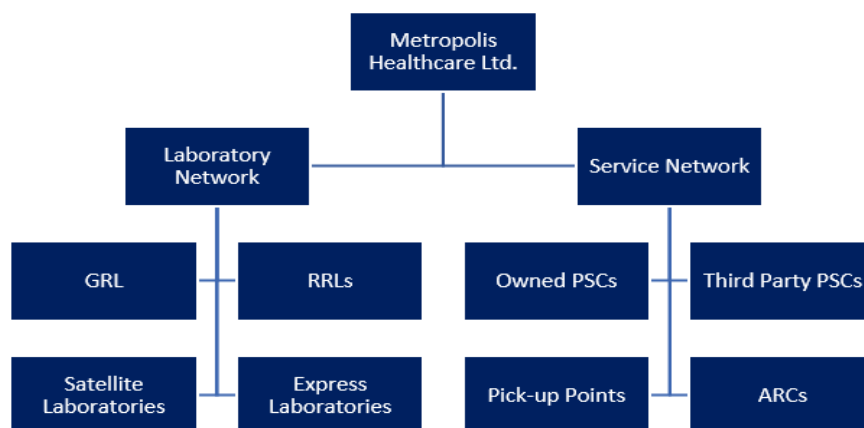 Metropolis
Healthcare Ltd.
Laboratory
Network
Service Network
GRL
RRLs
Owned PSCs
Third Party PSCs
Satellite
Laboratories
Express
Laboratories
Pick-up Points
ARCs